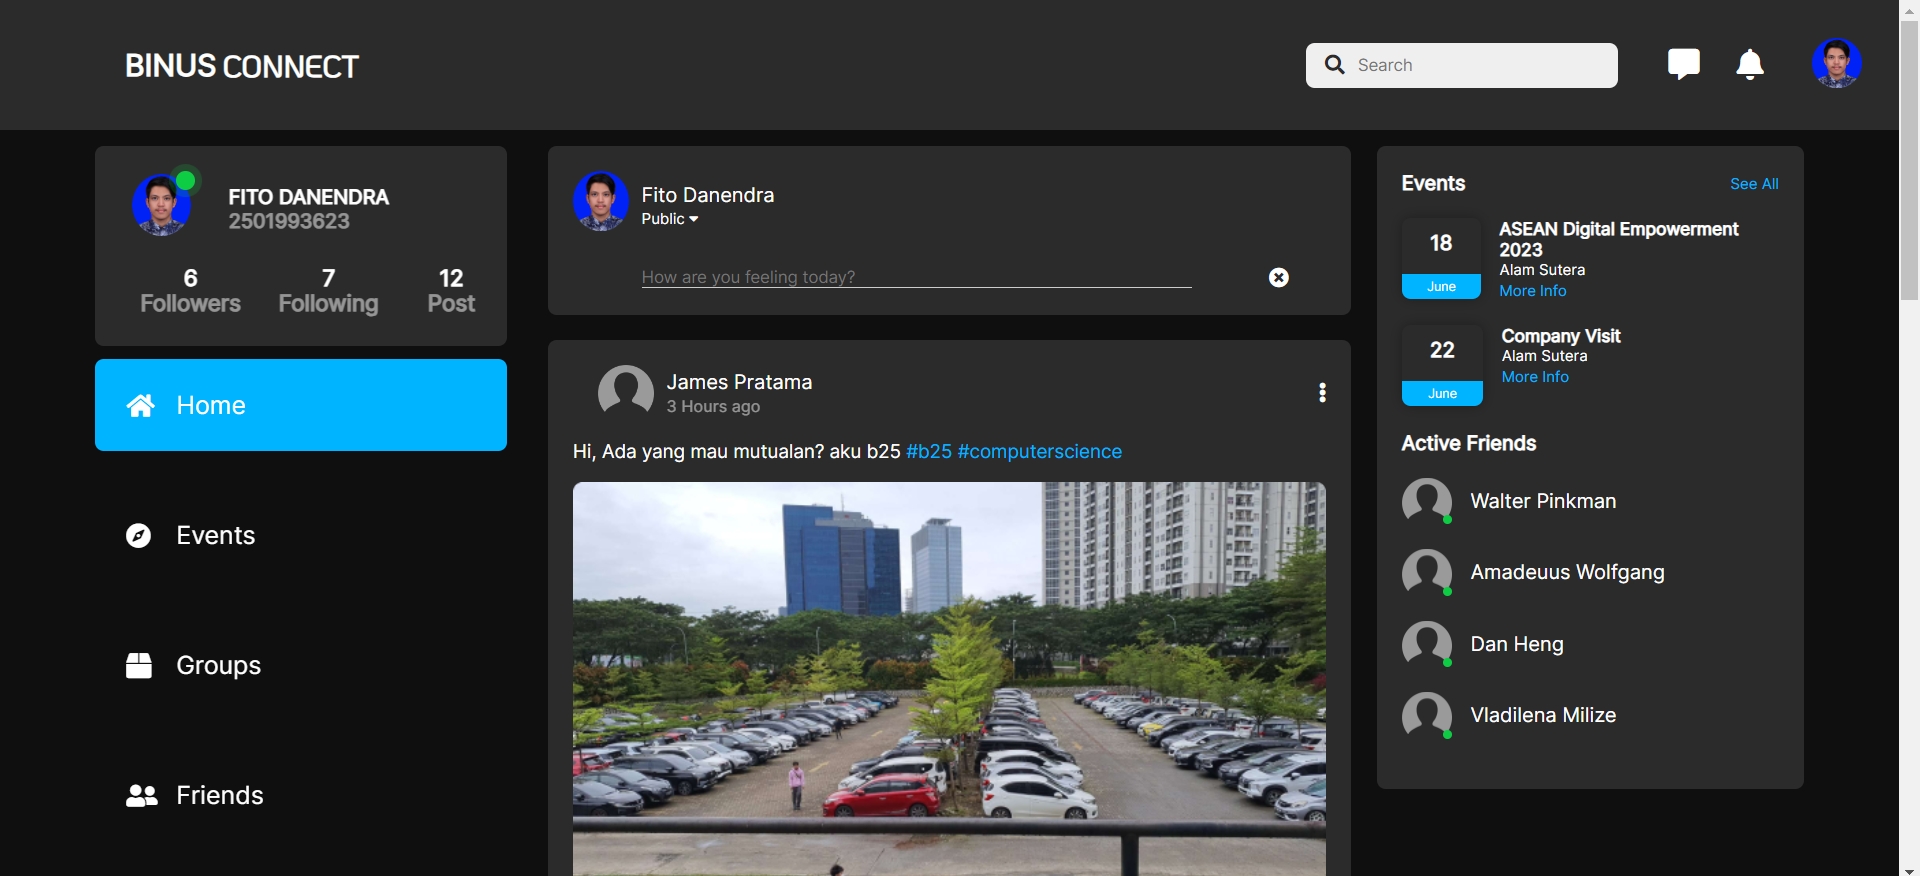 BINUS CONNECT
Search
FITO DANENDRA
2501993623
6
Followers
7
Following
12
Post
Home
Events
Groups
Friends
Fito Danendra
Public
How are you feeling today?
James Pratama
3 Hours ago
Hi, Ada yang mau mutualan? aku b25 #b25 #computerscience
Events
See All
18
June
ASEAN Digital Empowerment
2023
Alam Sutera
More Info
22
June
Company Visit
Alam Sutera
More Info
Active Friends
Walter Pinkman
Amadeuus Wolfgang
Dan Heng
Vladilena Milize